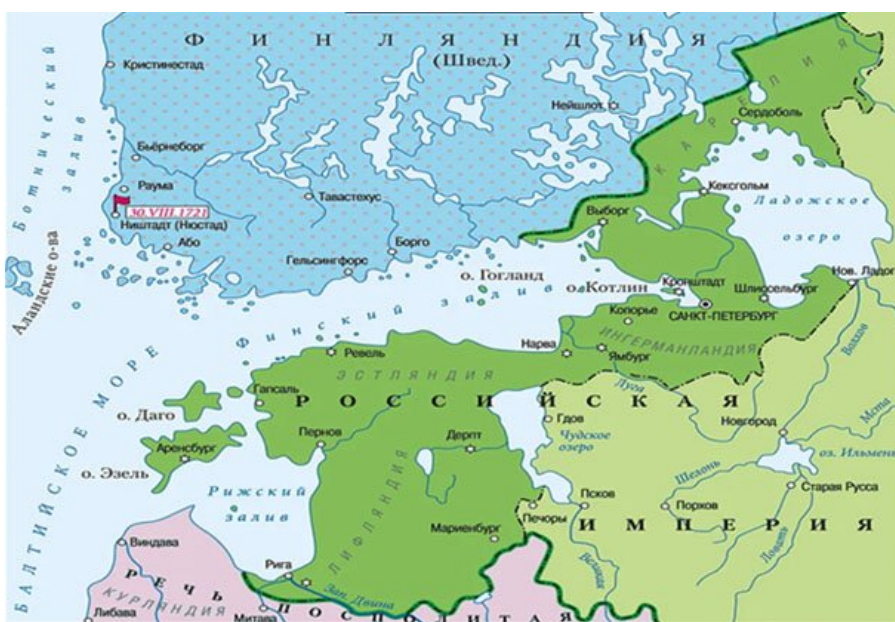 ФИНЛЯНДИЯ
(Швед.)
Ботнический
залив
Кристинестад
Нейшлот
КАРЕЛИЯ
Сердоболь
Бьёрнеборг
Раума
Тавастехус
Кексгольм
Ладожское
озеро
30.VIII.1721
Ништадт (Нюстад)
Або
Выборг
Борго
Гельсингфорс
о. Гогланд
Кронштадт
о. Котлин
Шлиссельбург
Нов. Ладог
САНКТ-ПЕТЕРБУРГ
Аландские о-ва
Финский залив
Копорье
ИНГЕРМАНЛАНДИЯ
Нарва
Ямбург
Волхов
Ревель
ЭСТЛЯНДИЯ
Луга
БАЛТИЙСКОЕ МОРЕ
Гапсаль
РОССИЙСКАЯ
о. Даго
Гдов
Мста
Новгород
Пернов
Дерпт
Чудское
озеро
Аренсбург
о. Эзель
оз. Ильмень
Шелонь
Старая Русса
Рижский
залив
ЛИФЛЯНДИЯ
Псков
Порхов
Печоры
ИМПЕРИЯ
Мариенбург
Виндава
Ловать
Великая
Рига
РЕЧЬ
КУРЛЯНДИЯ
Зап. Двина
Либава
Митава
ПОСПОЛИТАЯ